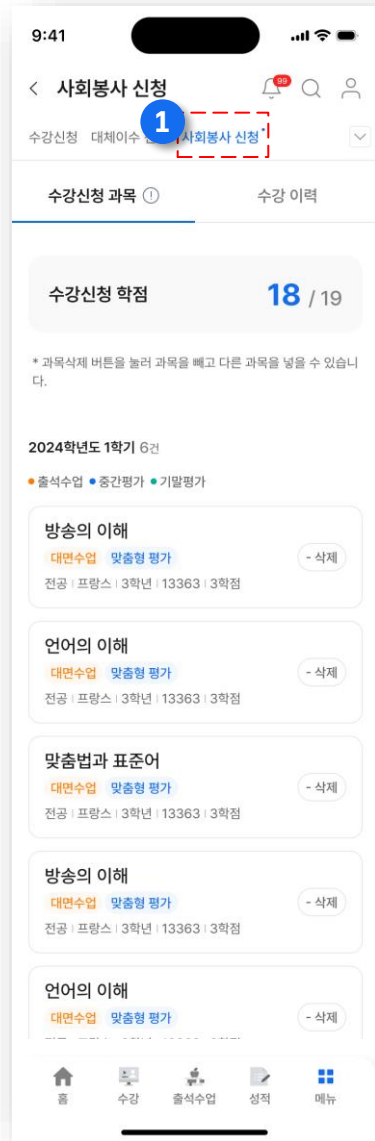 9:41
사회봉사 신청
99
1
수강신청 대체이수 사회봉사 신청
수강신청 과목 수강 이력
수강신청 학점 18 / 19
* 과목삭제 버튼을 눌러 과목을 빼고 다른 과목을 넣을 수 있습니
다.
2024학년도 1학기 6건
출석수업 중간평가 기말평가
방송의 이해
대면수업 맞춤형 평가 - 삭제
전공 | 프랑스 | 3학년 | 13363 | 3학점
언어의 이해
대면수업 맞춤형 평가 - 삭제
전공 | 프랑스 | 3학년 | 13363 | 3학점
맞춤법과 표준어
대면수업 맞춤형 평가 - 삭제
전공 | 프랑스 | 3학년 | 13363 | 3학점
방송의 이해
대면수업 맞춤형 평가 - 삭제
전공 | 프랑스 | 3학년 | 13363 | 3학점
언어의 이해
대면수업 맞춤형 평가 - 삭제
홈 수강 출석수업 성적 메뉴